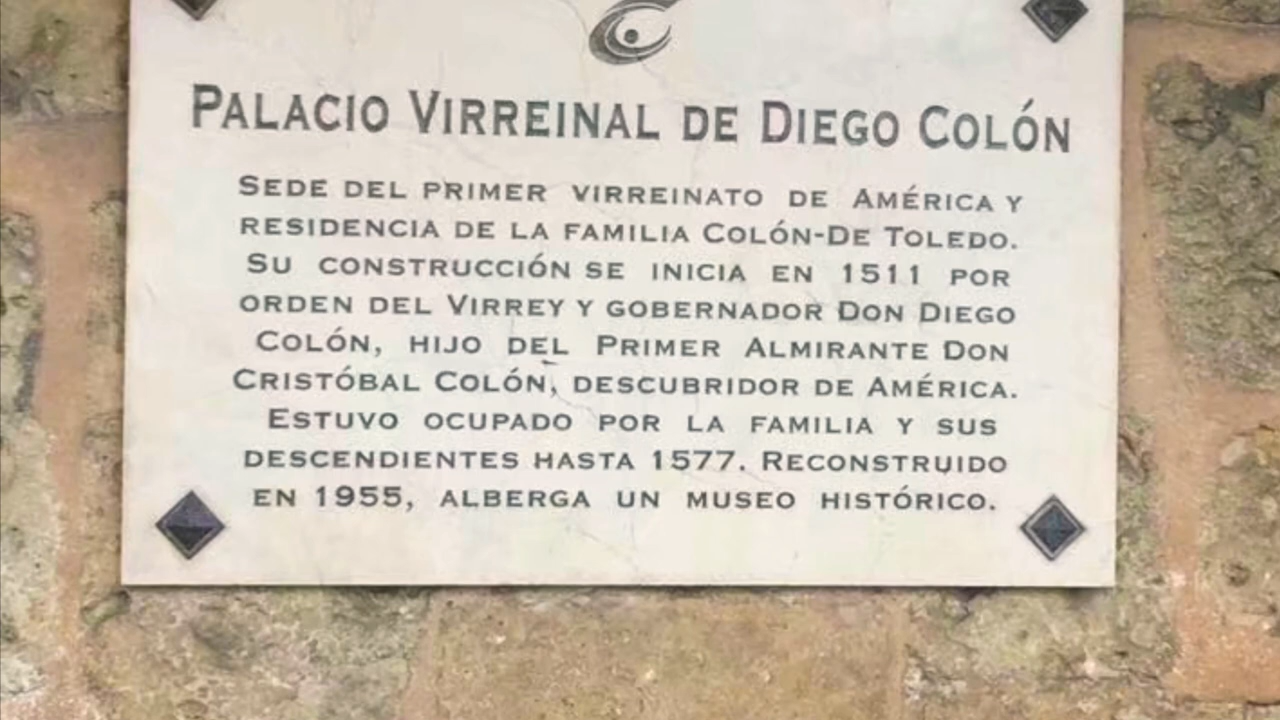 PALACIO VIRREINAL DE DIEGO COLÓN
SEDE DEL PRIMER VIRREINATO DE AMÉRICA Y
RESIDENCIA DE LA FAMILIA COLÓN-DE TOLEDO.
SU CONSTRUCCIÓN SE INICIA EN 1511 POR
ORDEN DEL VIRREY Y GOBERNADOR DON DIEGO
COLÓN, HIJO DEL PRIMER ALMIRANTE DON
CRISTÓBAL COLÓN, DESCUBRIDOR DE AMÉRICA.
ESTUVO OCUPADO POR LA FAMILIA Y SUS
DESCENDIENTES HASTA 1577. RECONSTRUIDO
EN 1955, ALBERGA UN MUSEO HISTÓRICO.